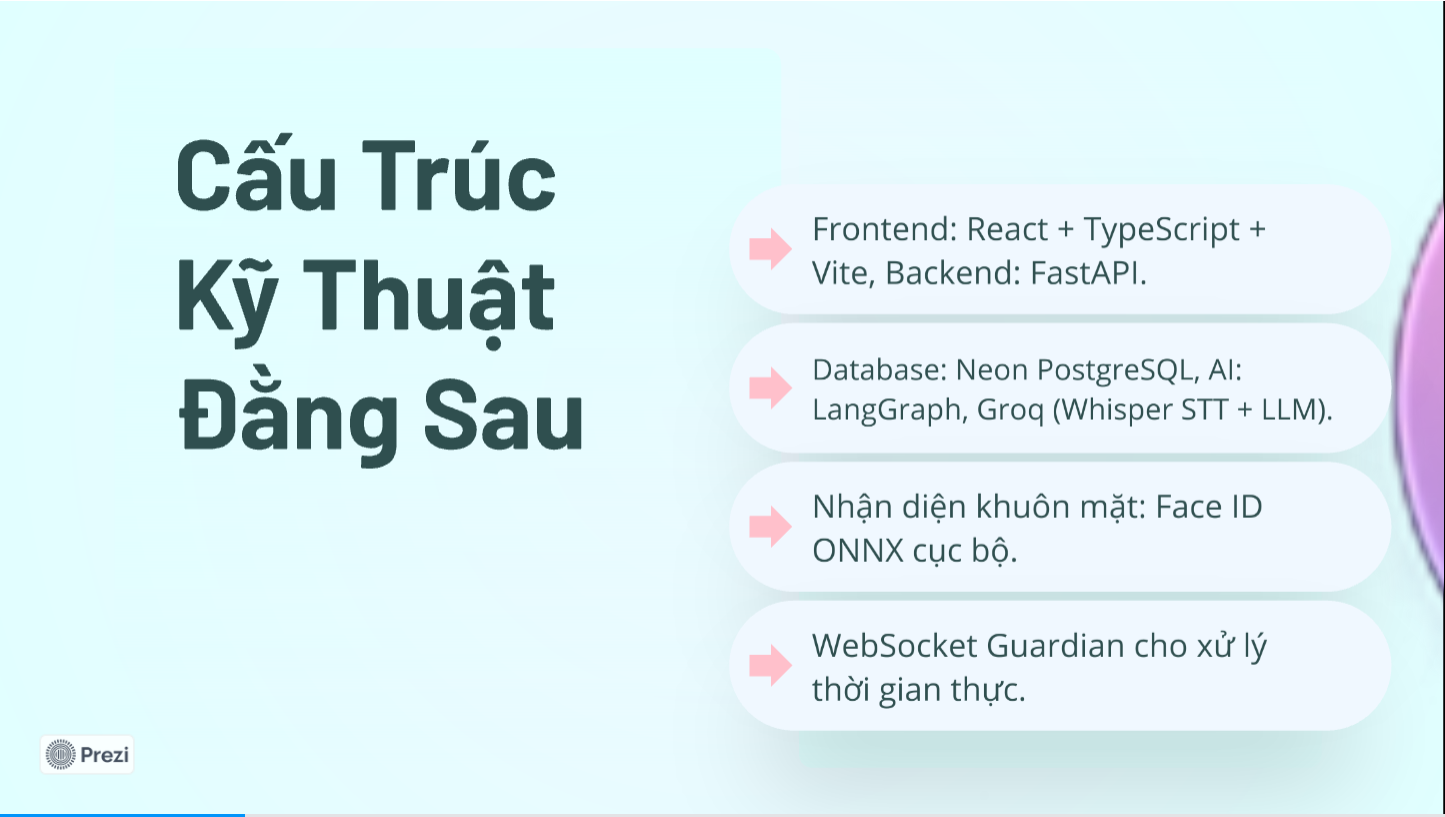 Cấu Trúc
Kỹ Thuật
Đằng Sau
Frontend: React + TypeScript +
Vite, Backend: FastAPI.
Database: Neon PostgreSQL, AI:
LangGraph, Groq (Whisper STT + LLM).
Nhận diện khuôn mặt: Face ID
ONNX cục bộ.
WebSocket Guardian cho xử lý
thời gian thực.
Prezi